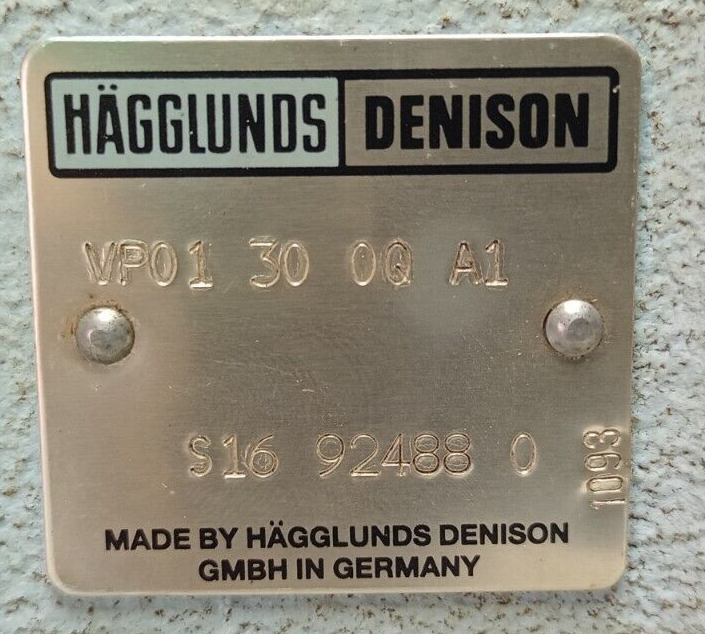 HÄGGLUNDS DENISON
VP01 30 0Q A1
S16 92488 0
1093
MADE BY HÄGGLUNDS DENISON
GMBH IN GERMANY